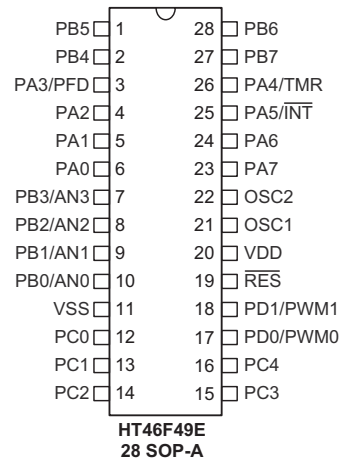 PB5 1 28 PB6
PB4 2 27 PB7
PA3/PFD 3 26 PA4/TMR
PA2 4 25 PA5/INT
PA1 5 24 PA6
PA0 6 23 PA7
PB3/AN3 7 22 OSC2
PB2/AN2 8 21 OSC1
PB1/AN1 9 20 VDD
PB0/AN0 10 19 RES
VSS 11 18 PD1/PWM1
PC0 12 17 PD0/PWM0
PC1 13 16 PC4
PC2 14 15 PC3
HT46F49E
28 SOP-A